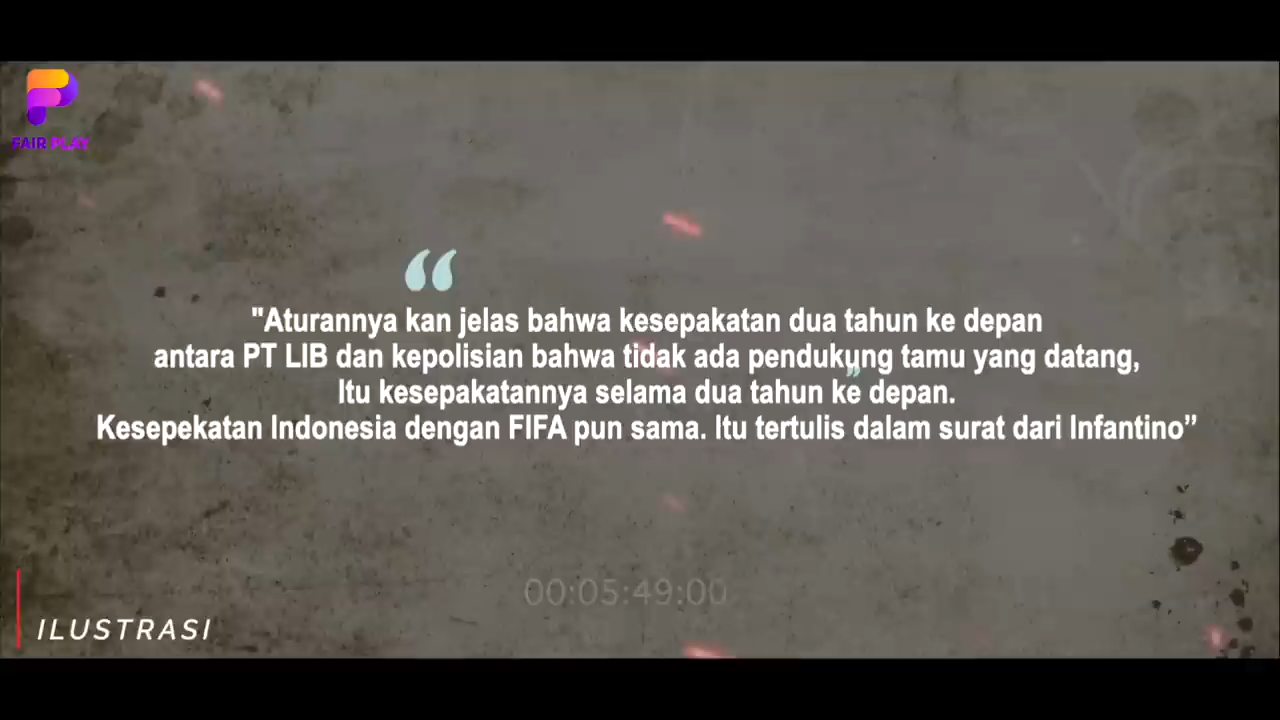 FAIR PLAY
“
"Aturannya kan jelas bahwa kesepakatan dua tahun ke depan
antara PT LIB dan kepolisian bahwa tidak ada pendukung tamu yang datang,
Itu kesepakatannya selama dua tahun ke depan.
Kesepekatan Indonesia dengan FIFA pun sama. Itu tertulis dalam surat dari Infantino”
00:05:49:00
ILUSTRASI